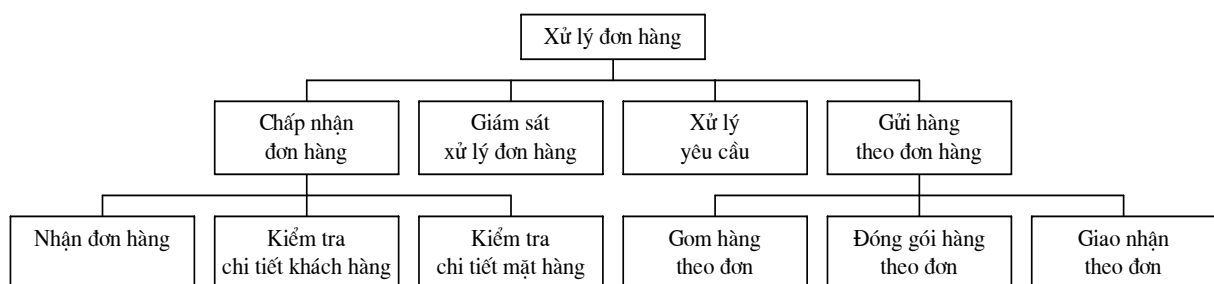 Xử lý đơn hàng
Chấp nhận
đơn hàng
Giám sát
xử lý đơn hàng
Xử lý
yêu cầu
Gửi hàng
theo đơn hàng
Nhận đơn hàng
Kiểm tra
chi tiết khách hàng
Kiểm tra
chi tiết mặt hàng
Gom hàng
theo đơn
Đóng gói hàng
theo đơn
Giao nhận
theo đơn